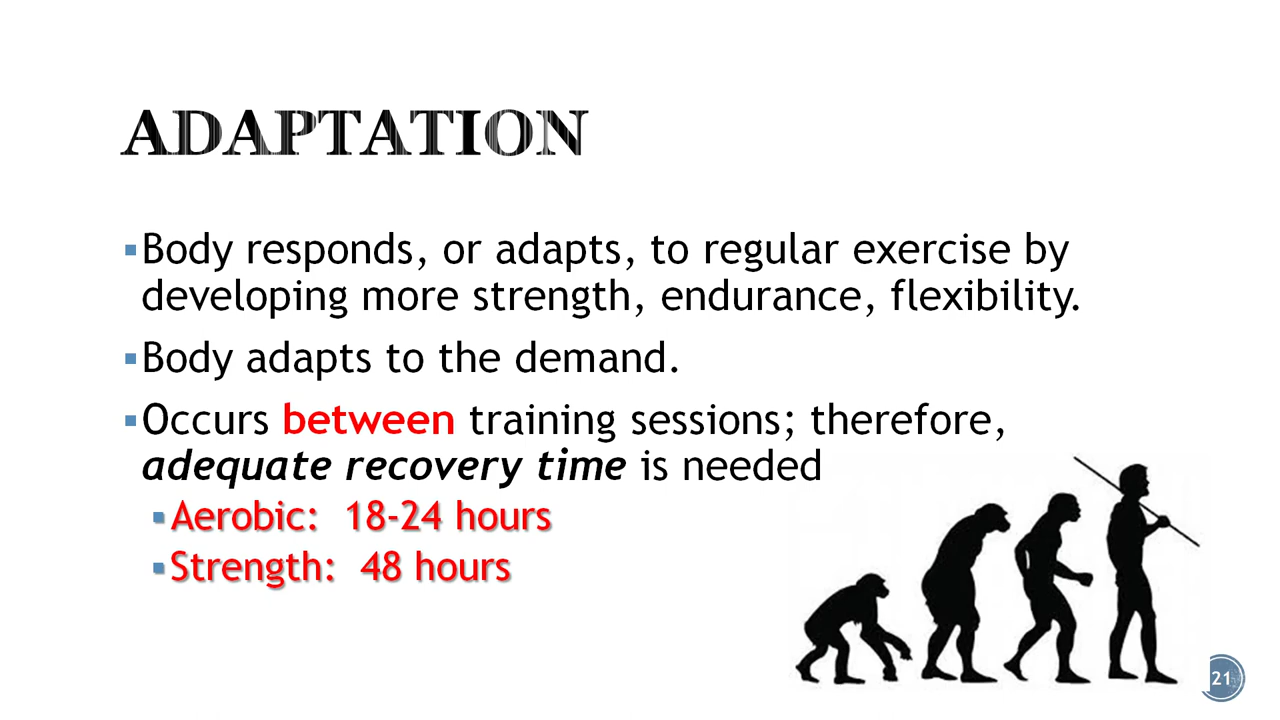 ADAPTATION
▪Body responds, or adapts, to regular exercise by
developing more strength, endurance, flexibility.
▪Body adapts to the demand.
▪Occurs between training sessions; therefore,
adequate recovery time is needed
▪Aerobic: 18-24 hours
▪Strength: 48 hours
21